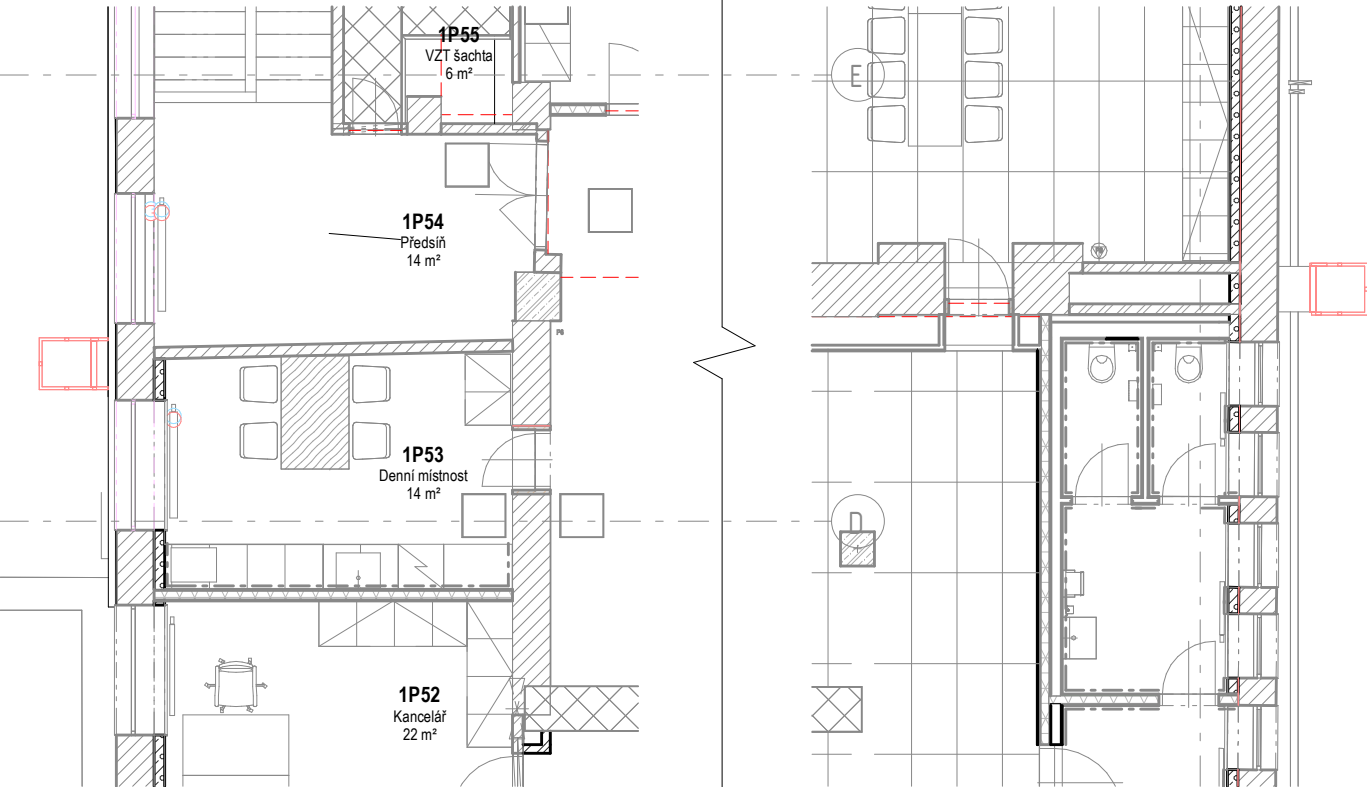 1P55
VZT šachta
6 m²
E
1P54
Předsíň
14 m²
1P53
Denní místnost
14 m²
D
1P52
Kancelář
22 m²